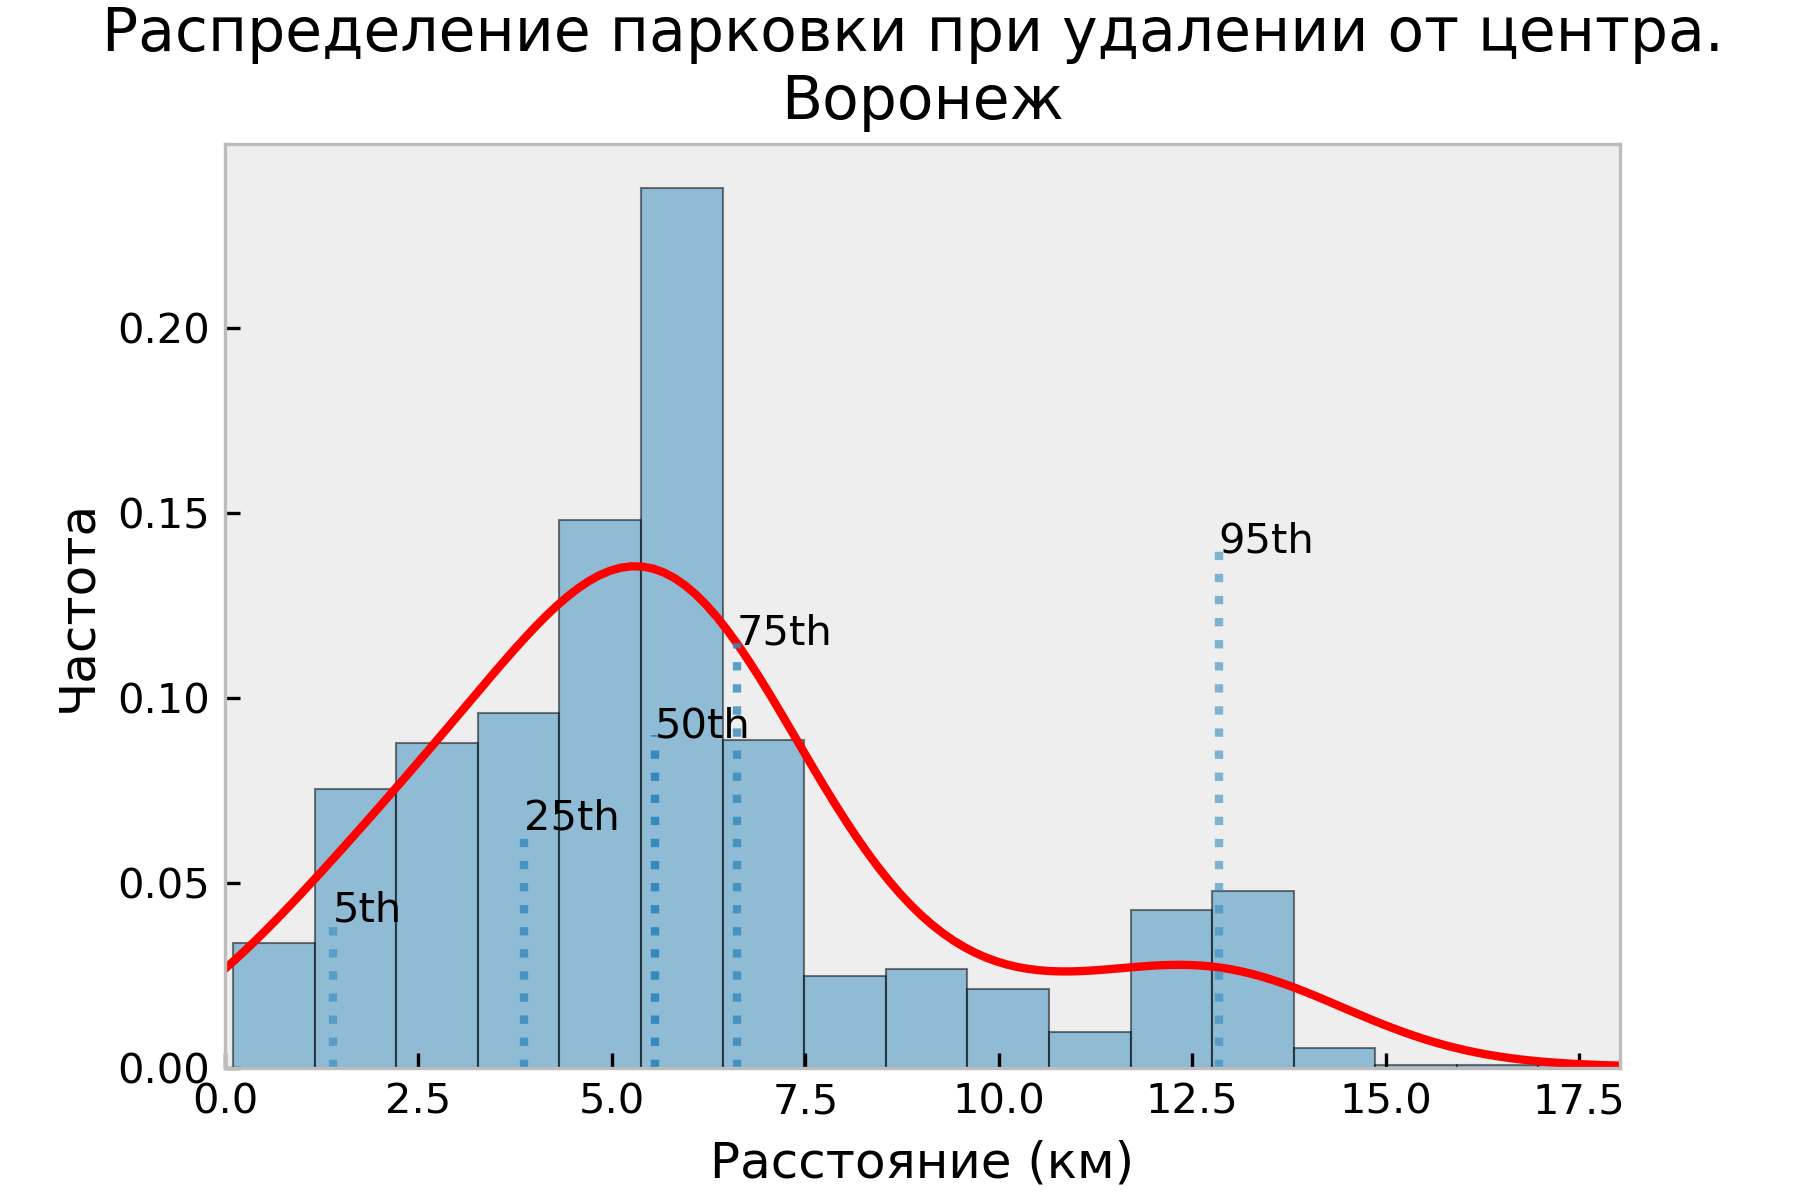 Распределение парковки при удалении от центра.
Воронеж
Частота
0.20
0.15
0.10
0.05
0.00
95th
75th
50th
25th
5th
0.0 2.5 5.0 7.5 10.0 12.5 15.0 17.5
Расстояние (км)